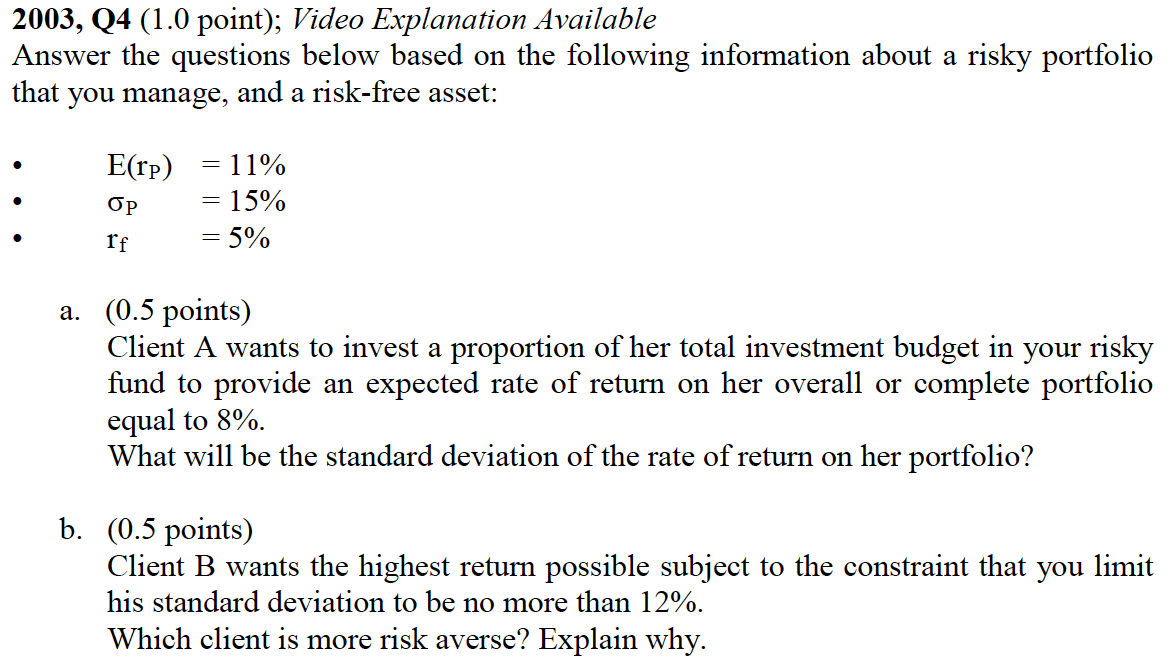 2003, Q4 (1.0 point); Video Explanation Available
Answer the questions below based on the following information about a risky portfolio
that you manage, and a risk-free asset:
• E(rP) = 11%
• σP = 15%
• rf = 5%
a. (0.5 points)
Client A wants to invest a proportion of her total investment budget in your risky
fund to provide an expected rate of return on her overall or complete portfolio
equal to 8%.
What will be the standard deviation of the rate of return on her portfolio?
b. (0.5 points)
Client B wants the highest return possible subject to the constraint that you limit
his standard deviation to be no more than 12%.
Which client is more risk averse? Explain why.